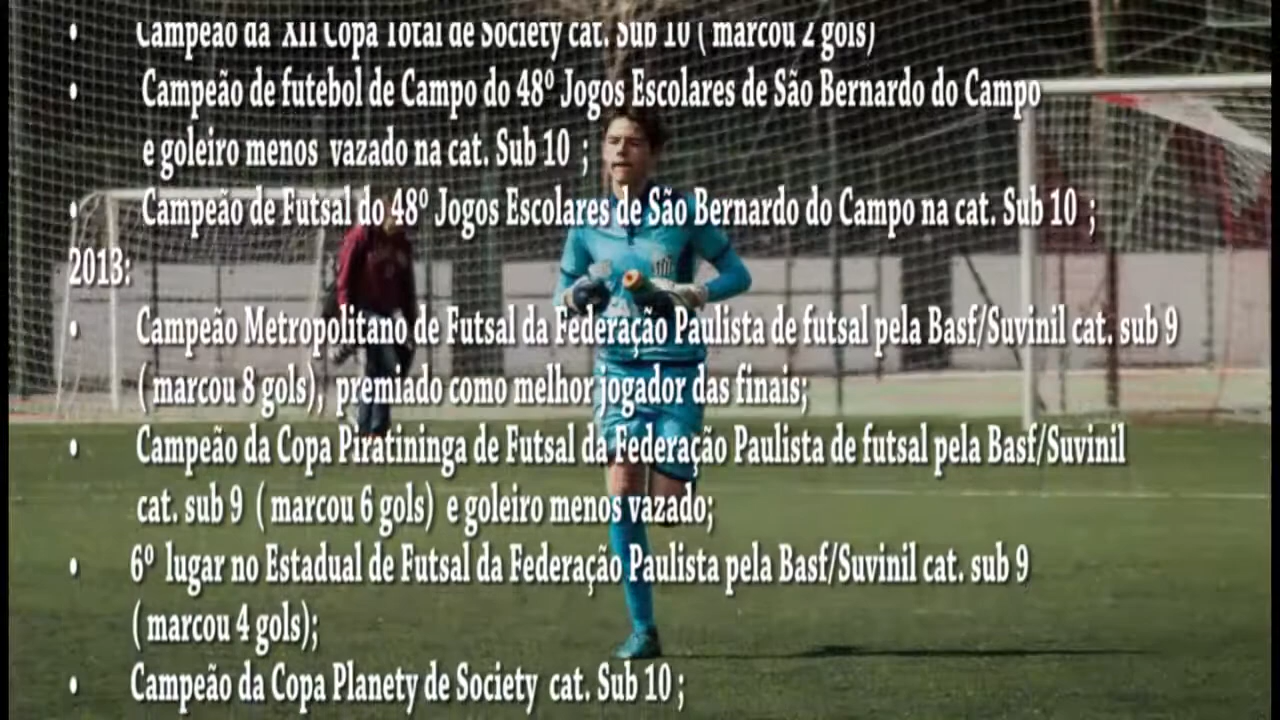 • Campeão da XII Copa Total de Society cat. Sub 10 ( marcou 2 gols)
• Campeão de futebol de Campo do 48º Jogos Escolares de São Bernardo do Campo
e goleiro menos vazado na cat. Sub 10 ;
• Campeão de Futsal do 48º Jogos Escolares de São Bernardo do Campo na cat. Sub 10 ;
2013:
• Campeão Metropolitano de Futsal da Federação Paulista de futsal pela Basf/Suvinil cat. sub 9
( marcou 8 gols), premiado como melhor jogador das finais;
• Campeão da Copa Piratininga de Futsal da Federação Paulista de futsal pela Basf/Suvinil
cat. sub 9 ( marcou 6 gols) e goleiro menos vazado;
• 6º lugar no Estadual de Futsal da Federação Paulista pela Basf/Suvinil cat. sub 9
( marcou 4 gols);
• Campeão da Copa Planety de Society cat. Sub 10 ;